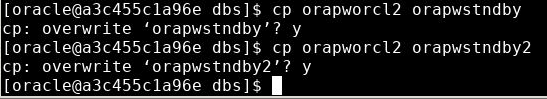 [oracle@a3c455c1a96e dbs]$ cp orapworcl2 orapwstndby
cp: overwrite ‘orapwstndby’? y
[oracle@a3c455c1a96e dbs]$ cp orapworcl2 orapwstndby2
cp: overwrite ‘orapwstndby2’? y
[oracle@a3c455c1a96e dbs]$